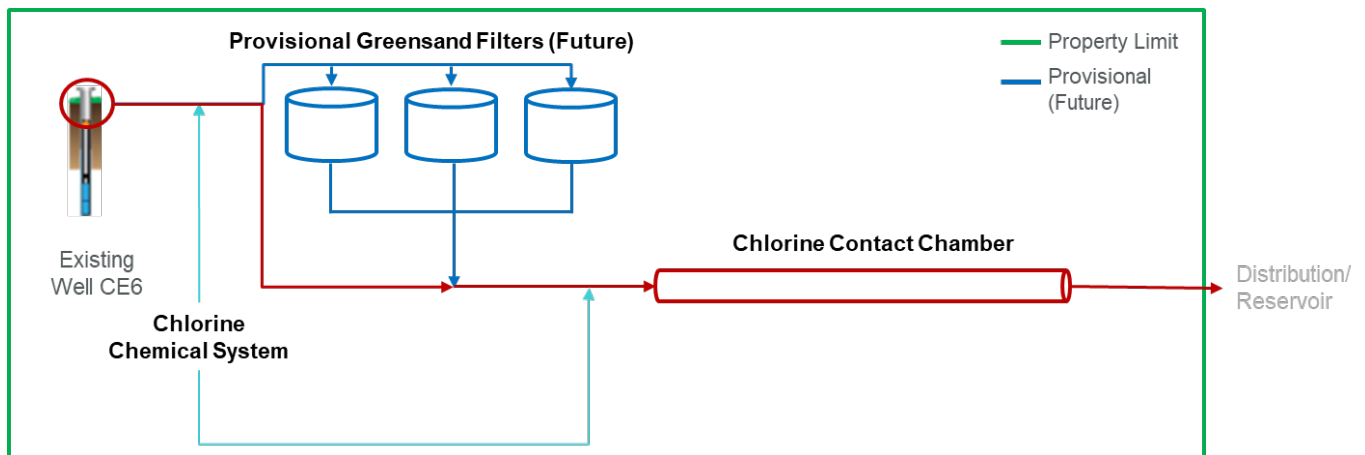 Provisional Greensand Filters (Future)
Property Limit
Provisional
(Future)
Existing
Well CE6
Chlorine
Chemical System
Chlorine Contact Chamber
Distribution/
Reservoir